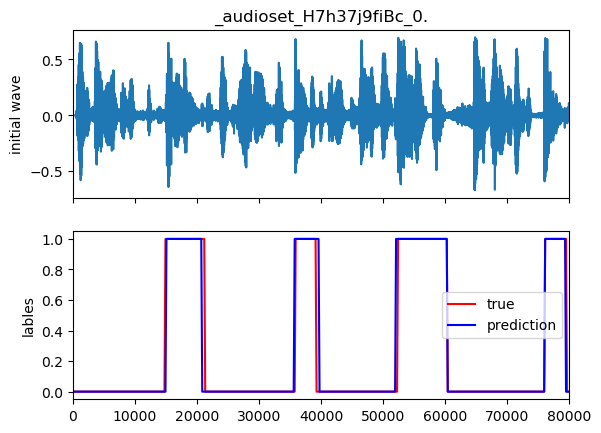 _audioset_H7h37j9fiBc_0.
initial wave
0.5
0.0
−0.5
lables
1.0
0.8
0.6
0.4
0.2
0.0
true
prediction
0 10000 20000 30000 40000 50000 60000 70000 80000